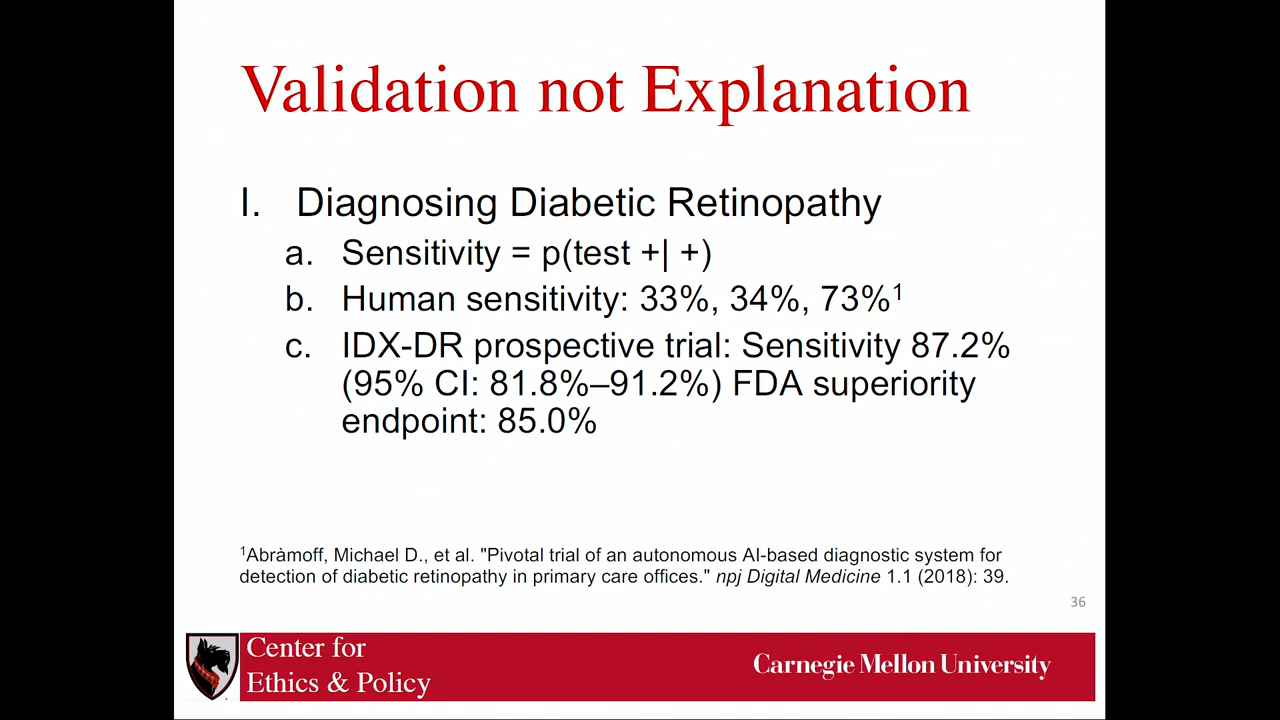 Validation not Explanation
I. Diagnosing Diabetic Retinopathy
a. Sensitivity = p(test +| +)
b. Human sensitivity: 33%, 34%, 73%¹
c. IDX-DR prospective trial: Sensitivity 87.2%
(95% CI: 81.8%–91.2%) FDA superiority
endpoint: 85.0%
¹Abràmoff, Michael D., et al. "Pivotal trial of an autonomous AI-based diagnostic system for
detection of diabetic retinopathy in primary care offices." npj Digital Medicine 1.1 (2018): 39.
36
Center for
Ethics & Policy
Carnegie Mellon University